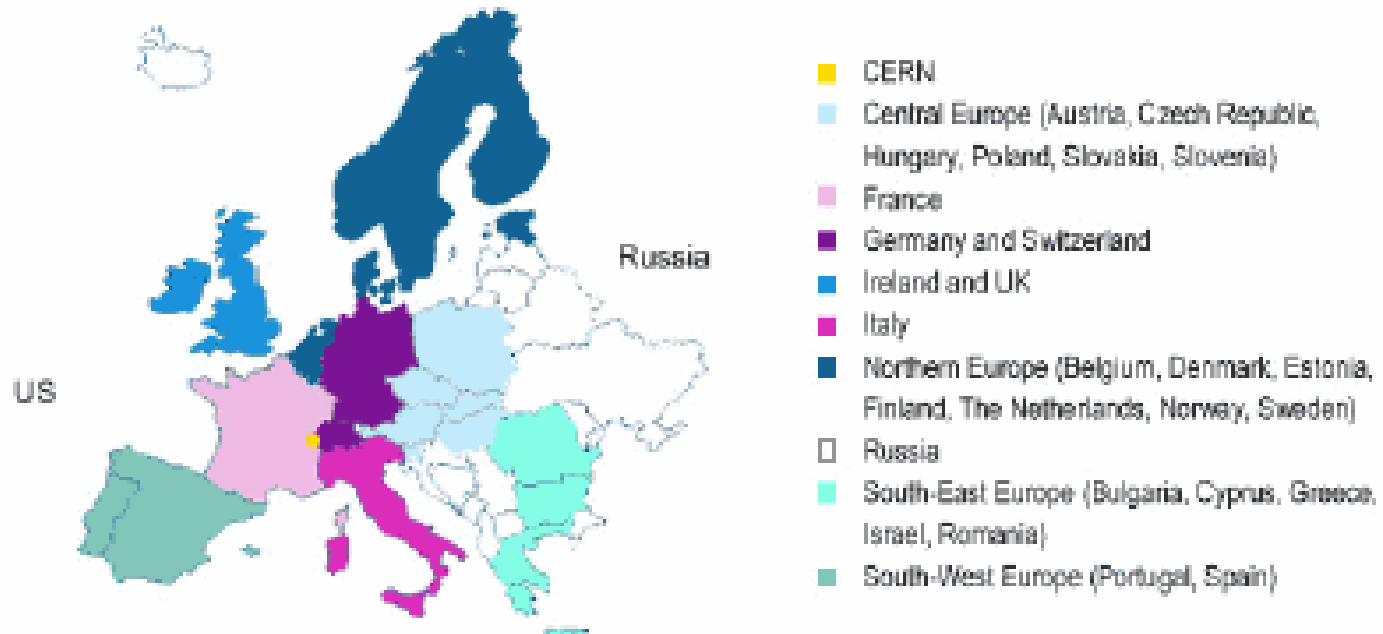 CERN
Central Europe (Austria, Czech Republic,
Hungary, Poland, Slovakia, Slovenia)
France
Germany and Switzerland
Russia
Ireland and UK
Italy
US
Northern Europe (Belgium, Denmark, Estonia,
Finland, The Netherlands, Norway, Sweden)
Russia
South-East Europe (Bulgaria, Cyprus, Greece,
Israel, Romania)
South-West Europe (Portugal, Spain)